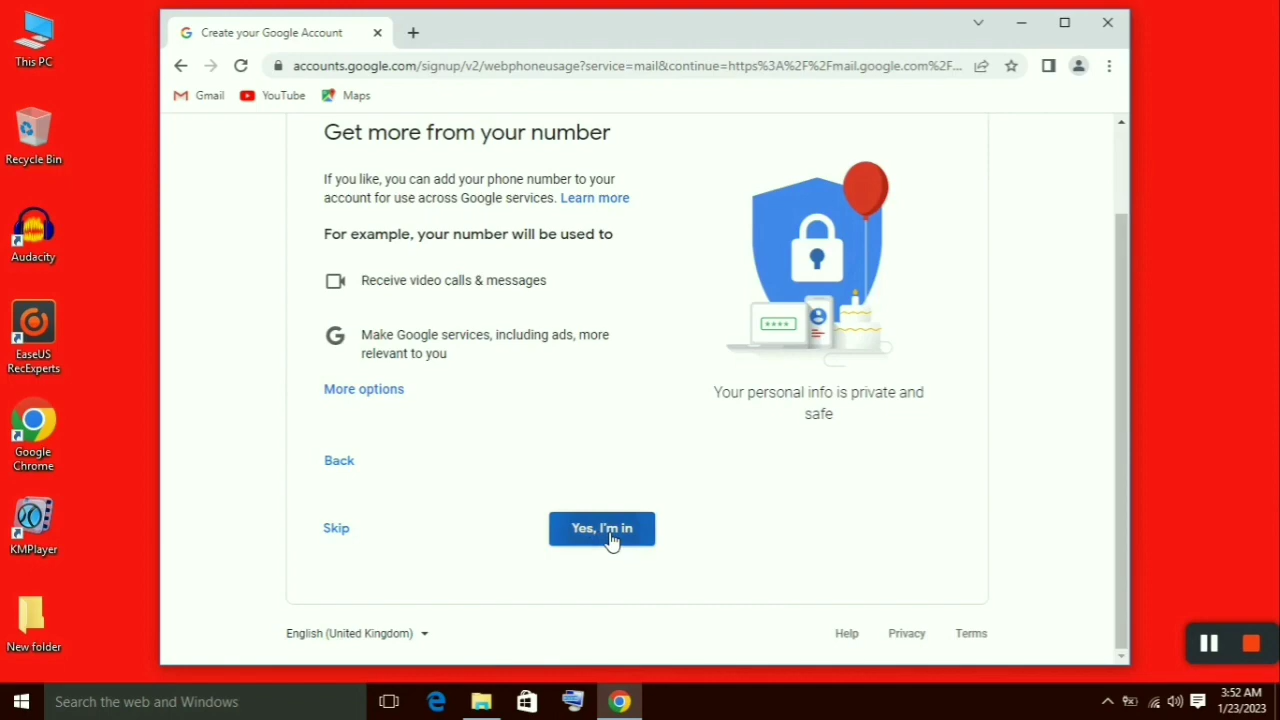 This PC
Recycle Bin
Audacity
EaseUS
RecExperts
Google
Chrome
KMPlayer
New folder
Create your Google Account
accounts.google.com/signup/v2/webphoneusage?service=mail&continue=https%3A%2F%2Fmail.google.com%2F...
Gmail
YouTube
Maps
Get more from your number
If you like, you can add your phone number to your
account for use across Google services. Learn more
For example, your number will be used to
Receive video calls & messages
Make Google services, including ads, more
relevant to you
More options
Your personal info is private and
safe
Back
Skip
Yes, I'm in
English (United Kingdom)
Help
Privacy
Terms
Search the web and Windows
3:52 AM
1/23/2023